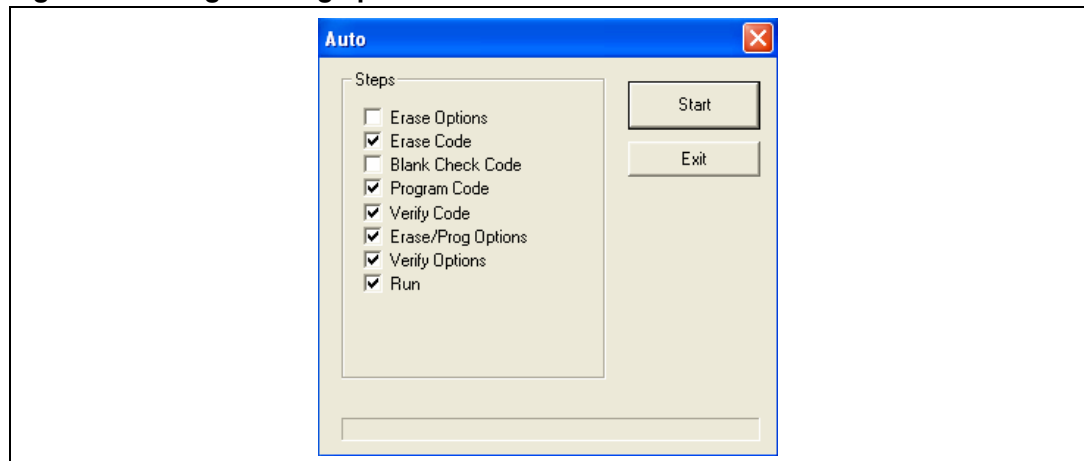 Auto
Steps
Erase Options
Erase Code
Blank Check Code
Program Code
Verify Code
Erase/Prog Options
Verify Options
Run
Start
Exit